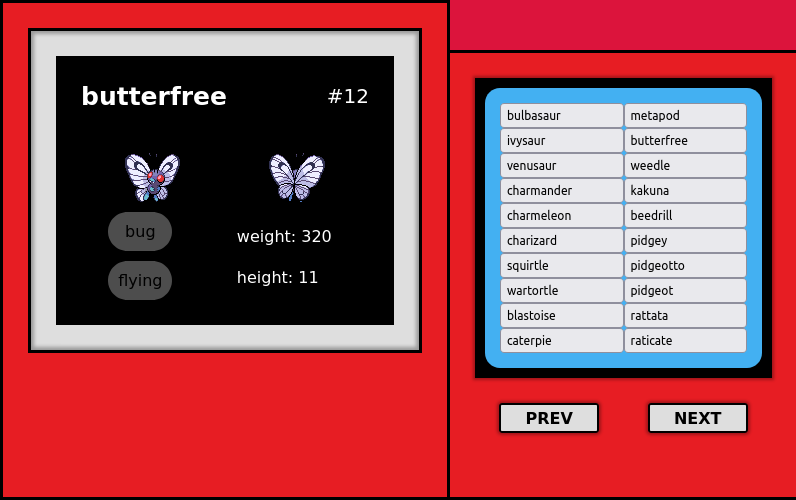 butterfree #12
bug
flying
weight: 320
height: 11
bulbasaur metapod
ivysaur butterfree
venusaur weedle
charmander kakuna
charmeleon beedrill
charizard pidgey
squirtle pidgeotto
wartortle pidgeot
blastoise rattata
caterpie raticate
PREV NEXT